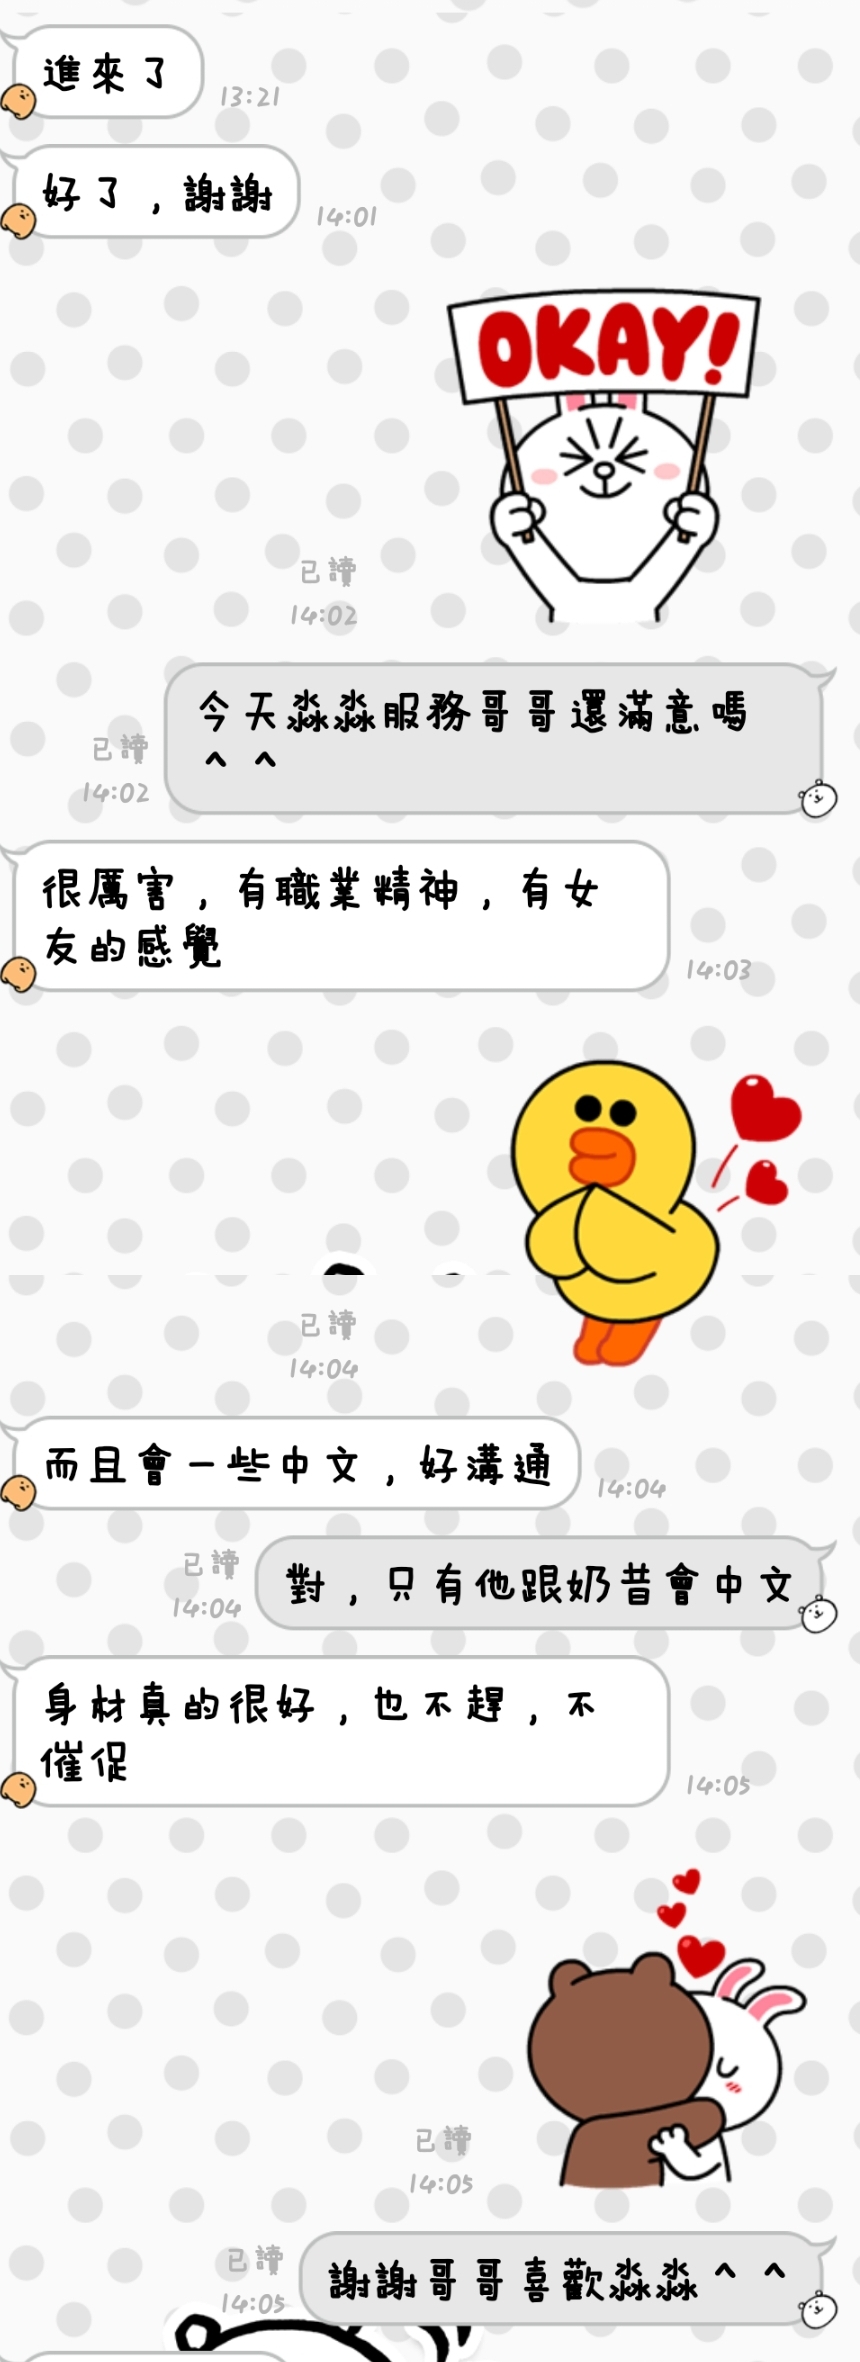 進來了
13:21
好了，謝謝
14:01
OKAY!
已讀
14:02
今天淼淼服務哥哥還滿意嗎
^ ^
已讀
14:02
很厲害，有職業精神，有女
友的感覺
14:03
已讀
14:04
而且會一些中文，好溝通
14:04
對，只有他跟奶昔會中文
已讀
14:04
身材真的很好，也不趕，不
催促
14:05
已讀
14:05
謝謝哥哥喜歡淼淼^ ^
已讀
14:05